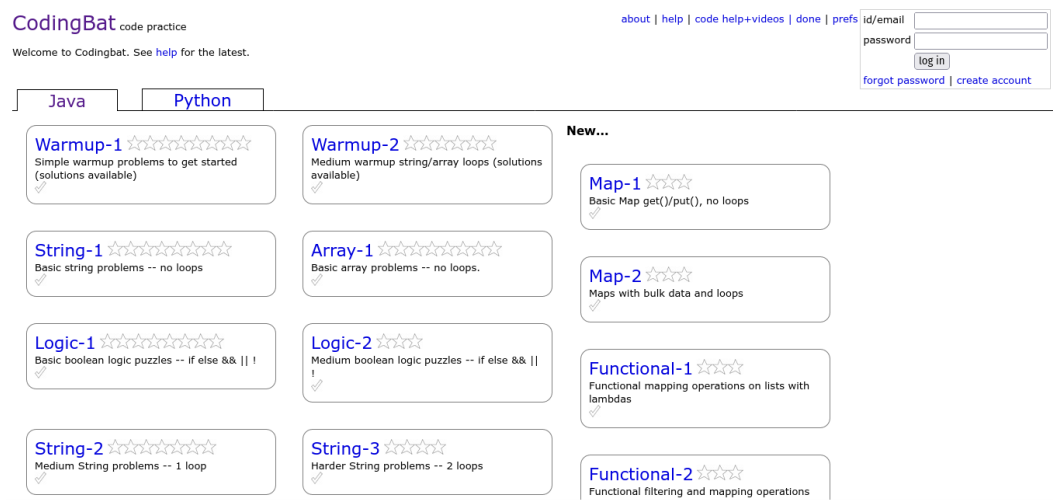 CodingBat code practice
about | help | code help+videos | done | prefs
id/email
password
log in
forgot password | create account
Welcome to Codingbat. See help for the latest.
Java
Python
Warmup-1
Simple warmup problems to get started
(solutions available)
Warmup-2
Medium warmup string/array loops (solutions
available)
New...
Map-1
Basic Map get()/put(), no loops
String-1
Basic string problems -- no loops
Array-1
Basic array problems -- no loops.
Map-2
Maps with bulk data and loops
Logic-1
Basic boolean logic puzzles -- if else && || !
Logic-2
Medium boolean logic puzzles -- if else && ||
!
Functional-1
Functional mapping operations on lists with
lambdas
String-2
Medium String problems -- 1 loop
String-3
Harder String problems -- 2 loops
Functional-2
Functional filtering and mapping operations